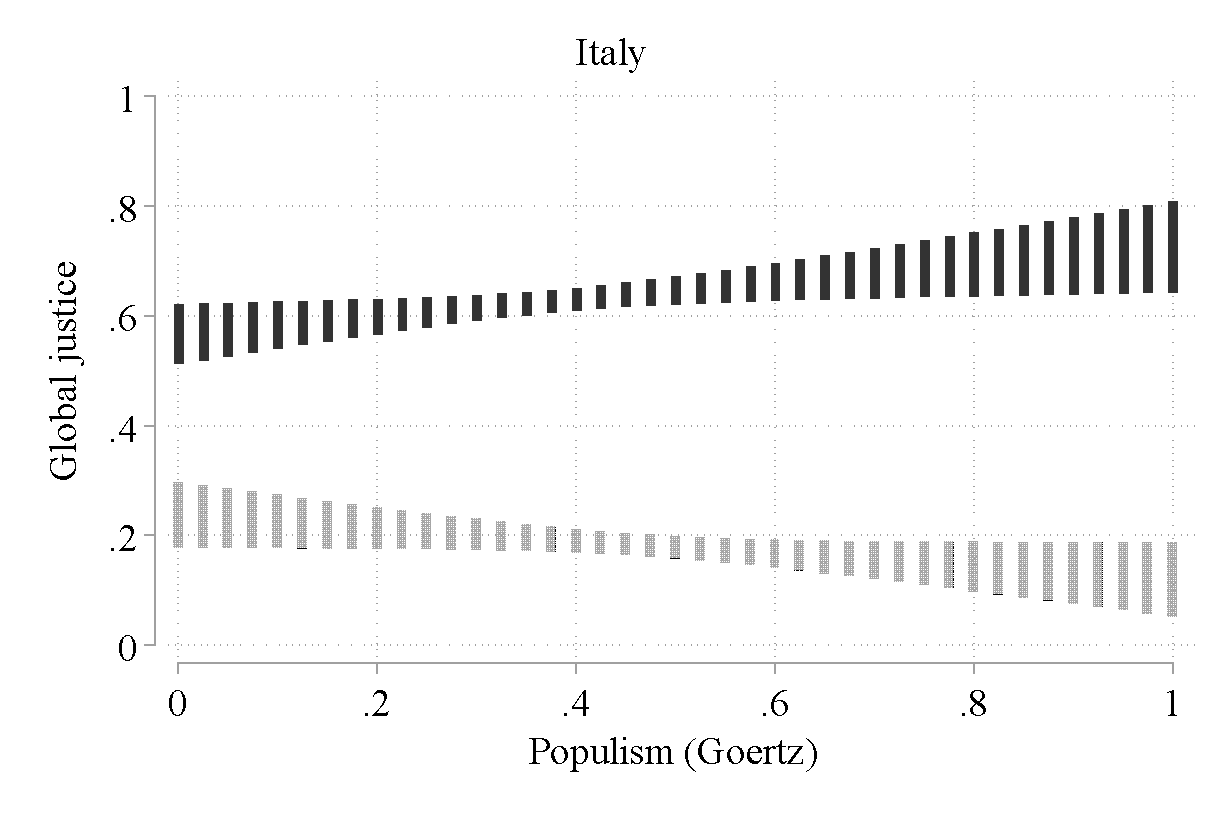 Italy
1
.8
.6
.4
.2
0
Global justice
0 .2 .4 .6 .8 1
Populism (Goertz)